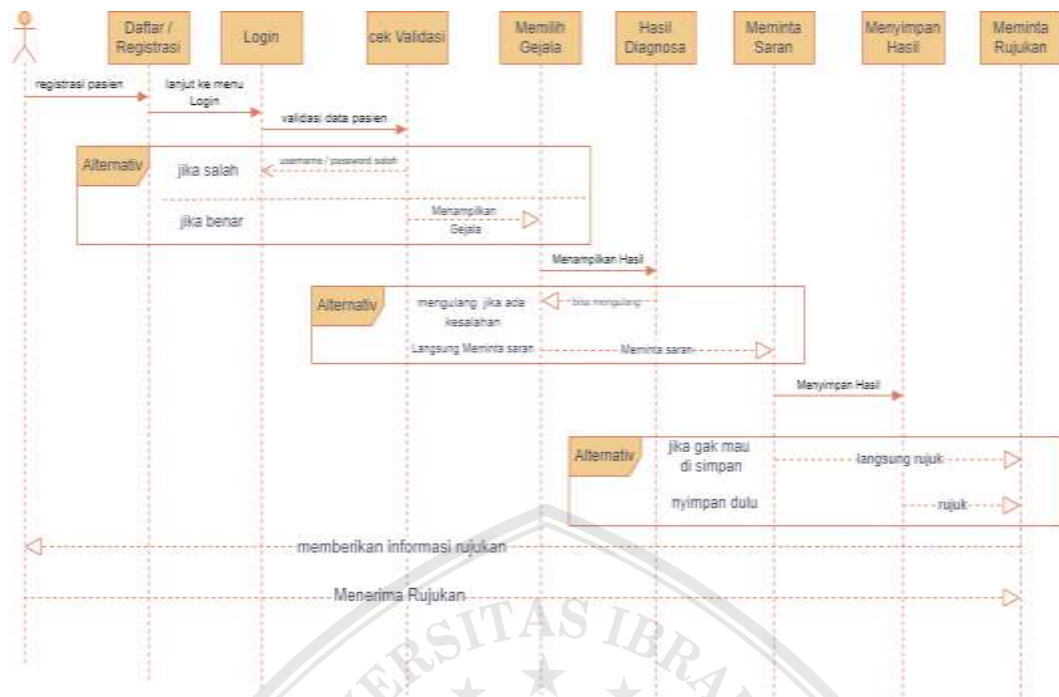 Daftar /
Registrasi
Login
cek Validasi
Memilih
Gejala
Hasil
Diagnosa
Meminta
Saran
Menyimpan
Hasil
Meminta
Rujukan
registrasi pasien
lanjut ke menu
Login
validasi data pasien
Alternativ
jika salah
username / password salah
jika benar
Menampilkan
Gejala
Menampilkan Hasil
Alternativ
mengulang jika ada
kesalahan
bisa mengulang
Langsung Meminta saran
Meminta saran
Menyimpan Hasil
Alternativ
jika gak mau
di simpan
langsung rujuk
nyimpan dulu
rujuk
memberikan informasi rujukan
Menerima Rujukan
ERSITAS IBRA